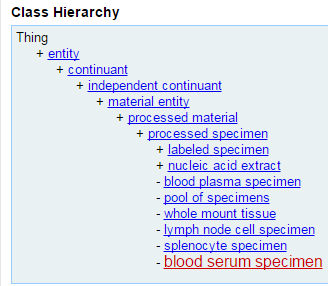 Class Hierarchy
Thing
+ entity
+ continuant
+ independent continuant
+ material entity
+ processed material
+ processed specimen
+ labeled specimen
+ nucleic acid extract
- blood plasma specimen
- pool of specimens
- whole mount tissue
- lymph node cell specimen
- splenocyte specimen
- blood serum specimen